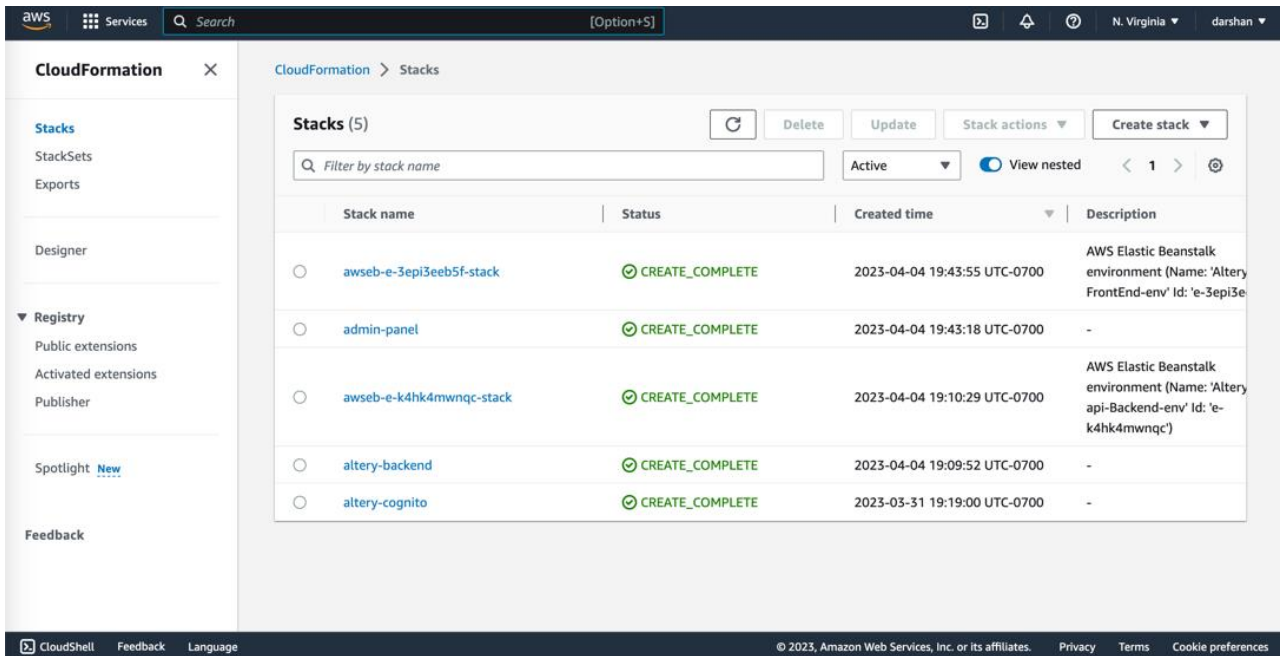 aws
Services
Search
[Option+S]
N. Virginia
darshan
CloudFormation
Stacks
StackSets
Exports
Designer
Registry
Public extensions
Activated extensions
Publisher
Spotlight New
Feedback
CloudFormation > Stacks
Stacks (5)
Delete
Update
Stack actions
Create stack
Filter by stack name
Active
View nested
1
Stack name Status Created time Description
awseb-e-3epi3eeb5f-stack CREATE_COMPLETE 2023-04-04 19:43:55 UTC-0700
AWS Elastic Beanstalk
environment (Name: 'Altery
FrontEnd-env' Id: 'e-3epi3e
admin-panel CREATE_COMPLETE 2023-04-04 19:43:18 UTC-0700 -
awseb-e-k4hk4mwnqc-stack CREATE_COMPLETE 2023-04-04 19:10:29 UTC-0700
AWS Elastic Beanstalk
environment (Name: 'Altery
api-Backend-env' Id: 'e-
k4hk4mwnqc')
altery-backend CREATE_COMPLETE 2023-04-04 19:09:52 UTC-0700 -
altery-cognito CREATE_COMPLETE 2023-03-31 19:19:00 UTC-0700 -
CloudShell Feedback Language
© 2023, Amazon Web Services, Inc. or its affiliates. Privacy Terms Cookie preferences